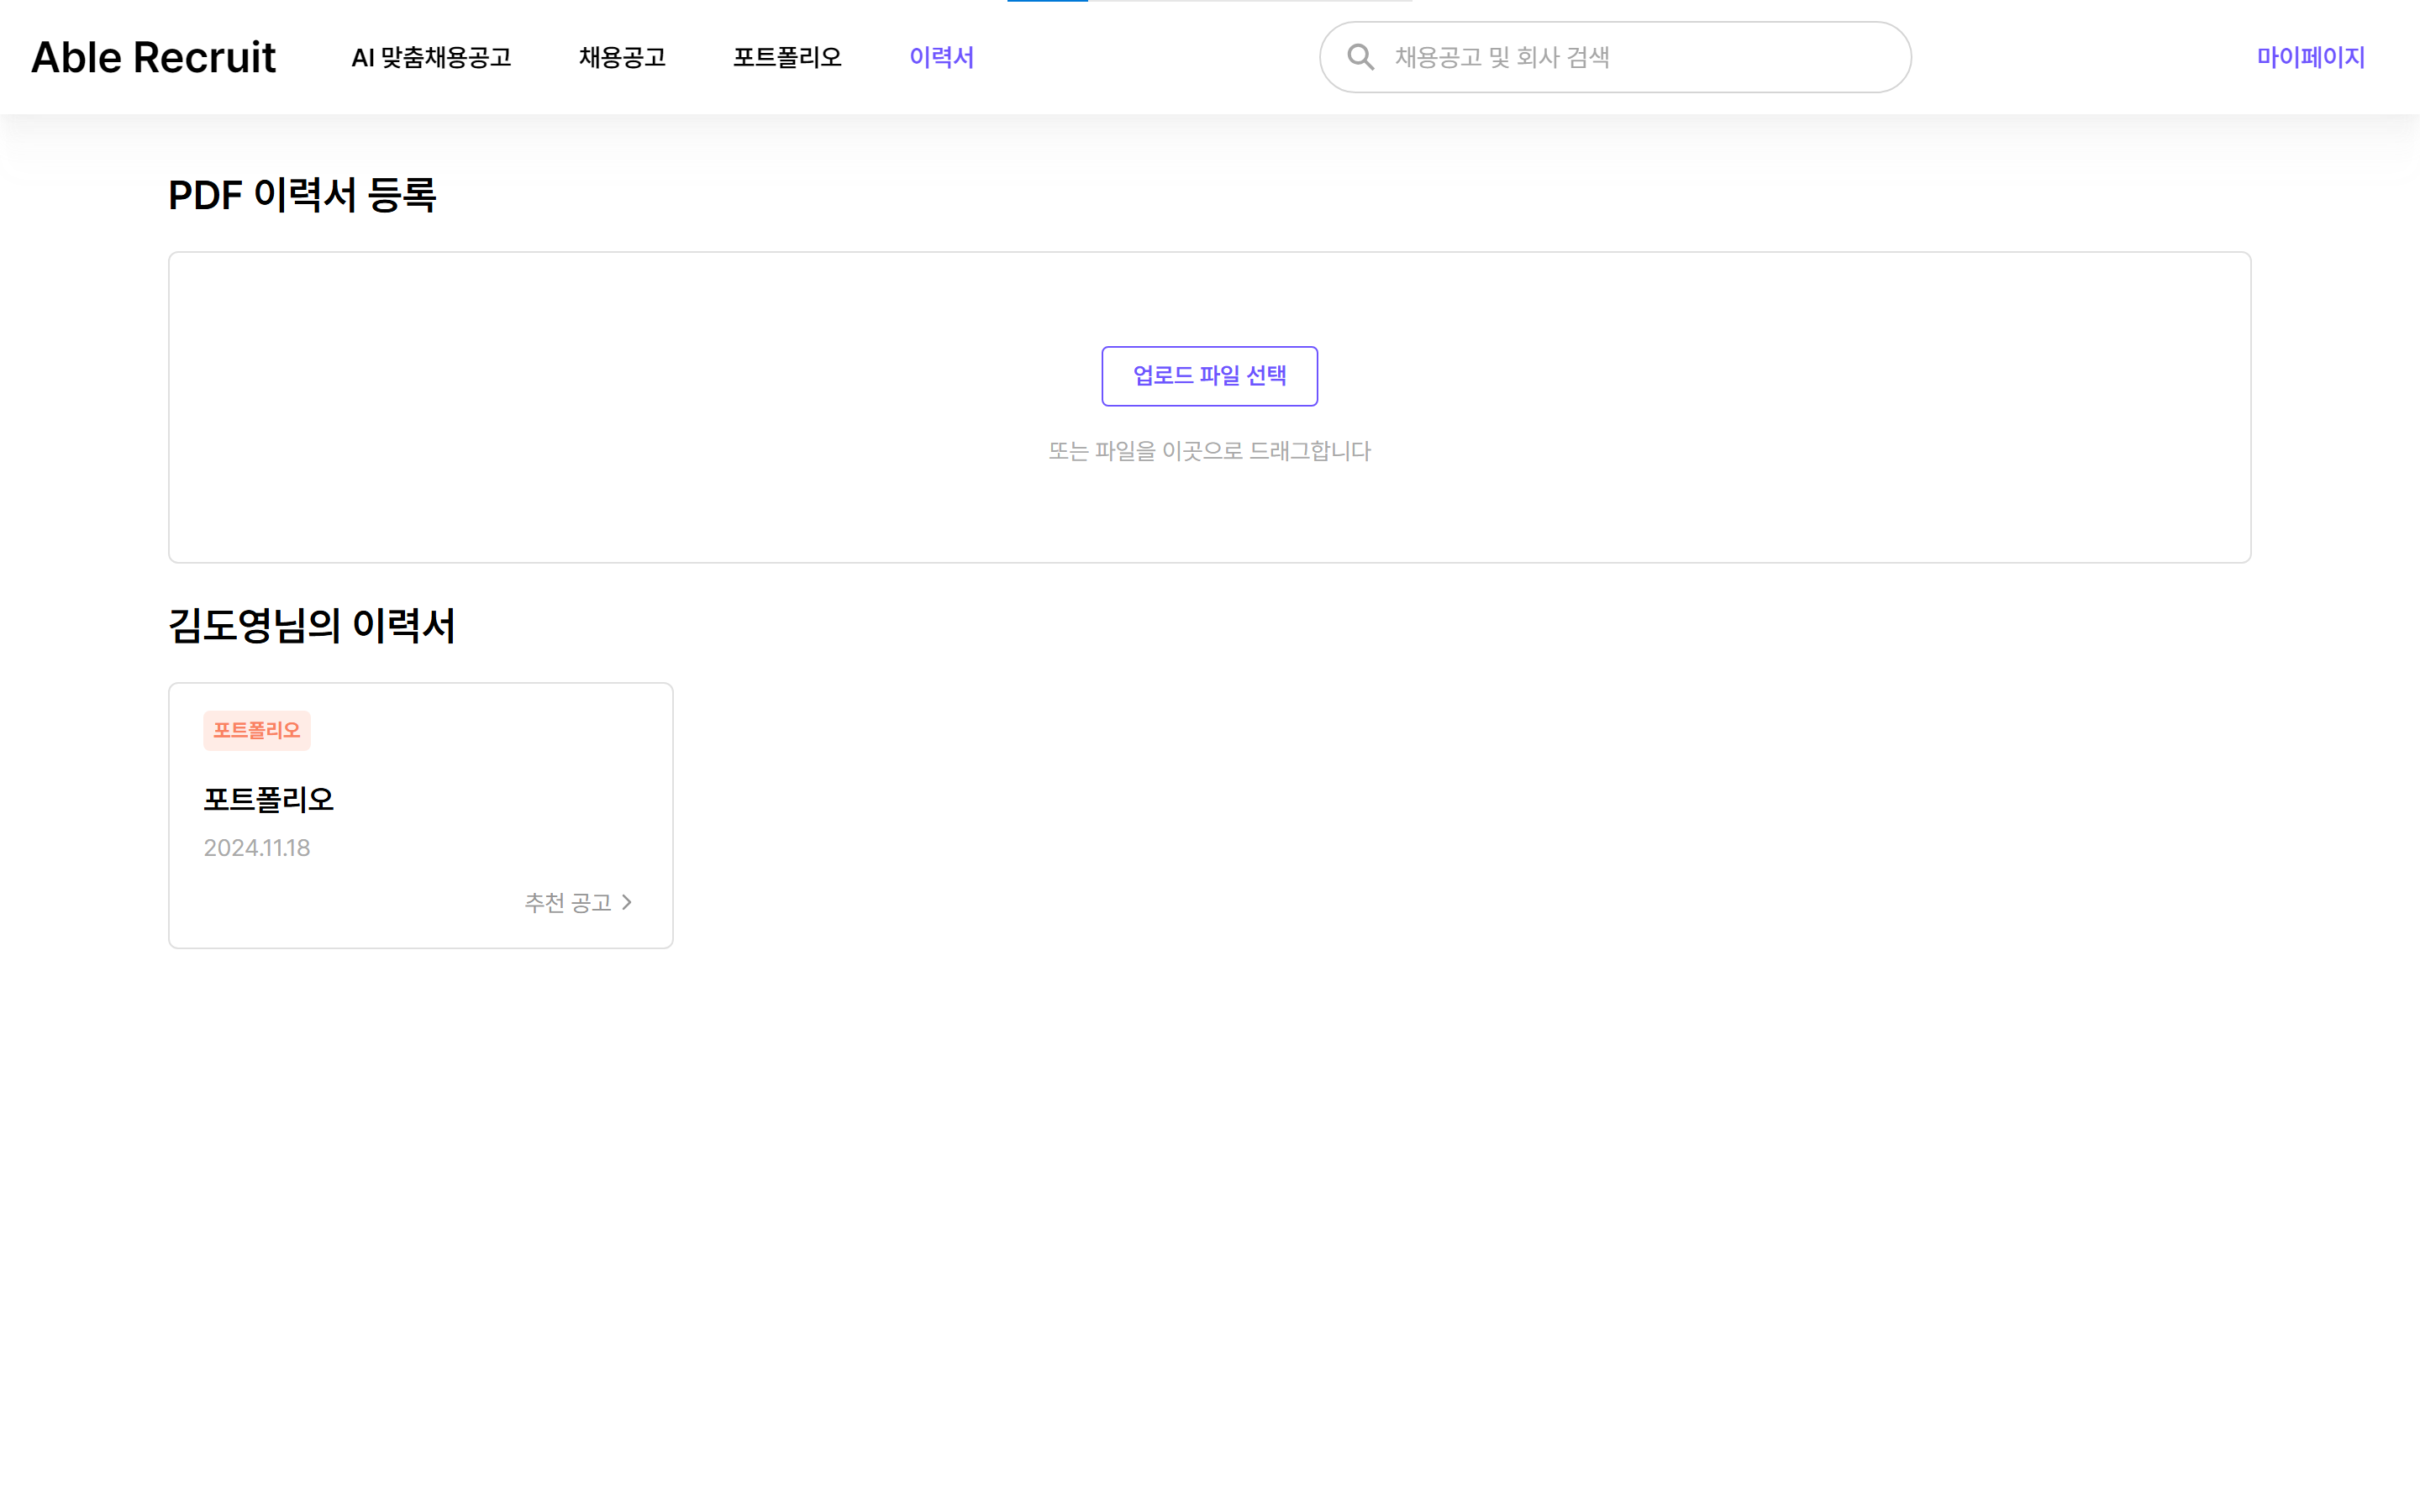 Able Recruit AI 맞춤채용공고 채용공고 포트폴리오 이력서 채용공고 및 회사 검색 마이페이지
PDF 이력서 등록
업로드 파일 선택
또는 파일을 이곳으로 드래그합니다
김도영님의 이력서
포트폴리오
포트폴리오
2024.11.18
추천 공고